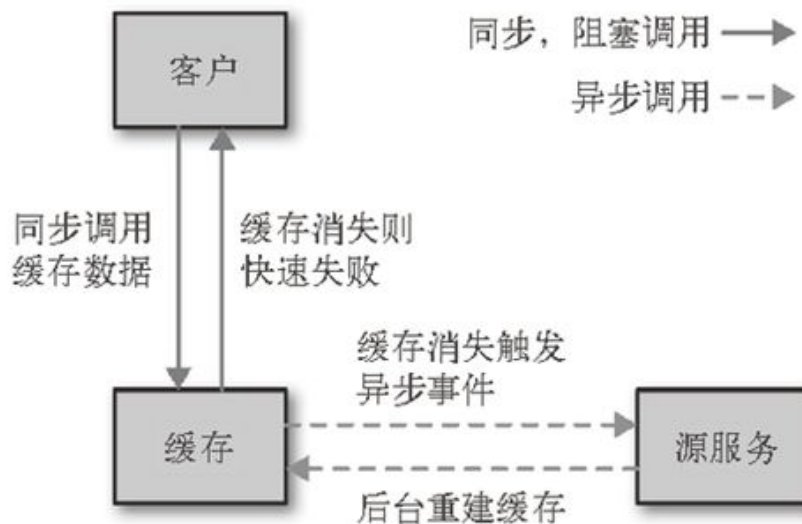 客户
同步，阻塞调用
异步调用
同步调用
缓存数据
缓存消失则
快速失败
缓存消失触发
异步事件
缓存
源服务
后台重建缓存